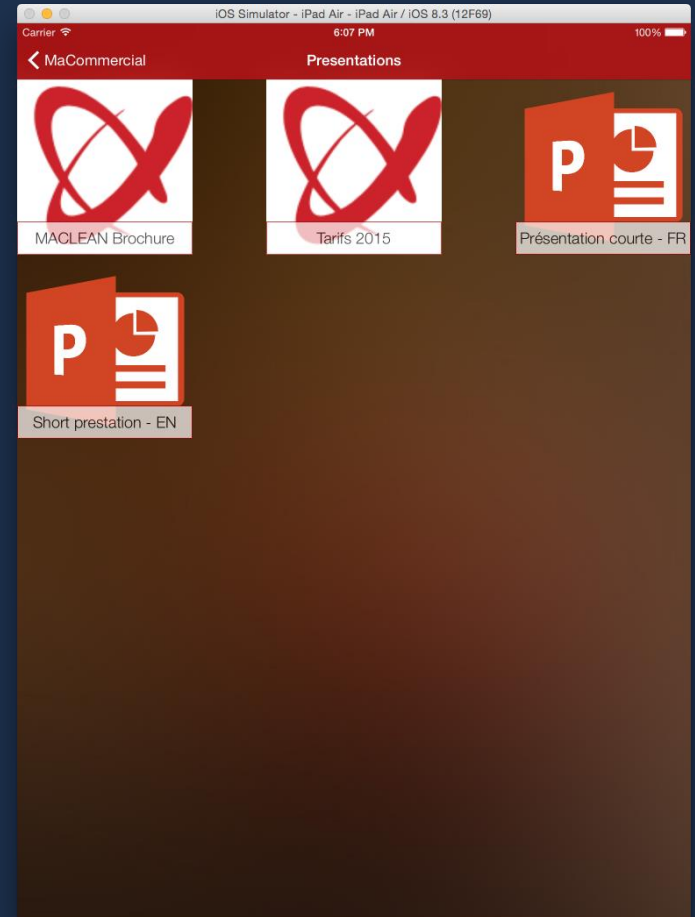 iOS Simulator - iPad Air - iPad Air / iOS 8.3 (12F69)
Carrier 6:07 PM 100%
MaCommercial Presentations
MACLEAN Brochure
Tarifs 2015
P
Présentation courte - FR
P
Short prestation - EN